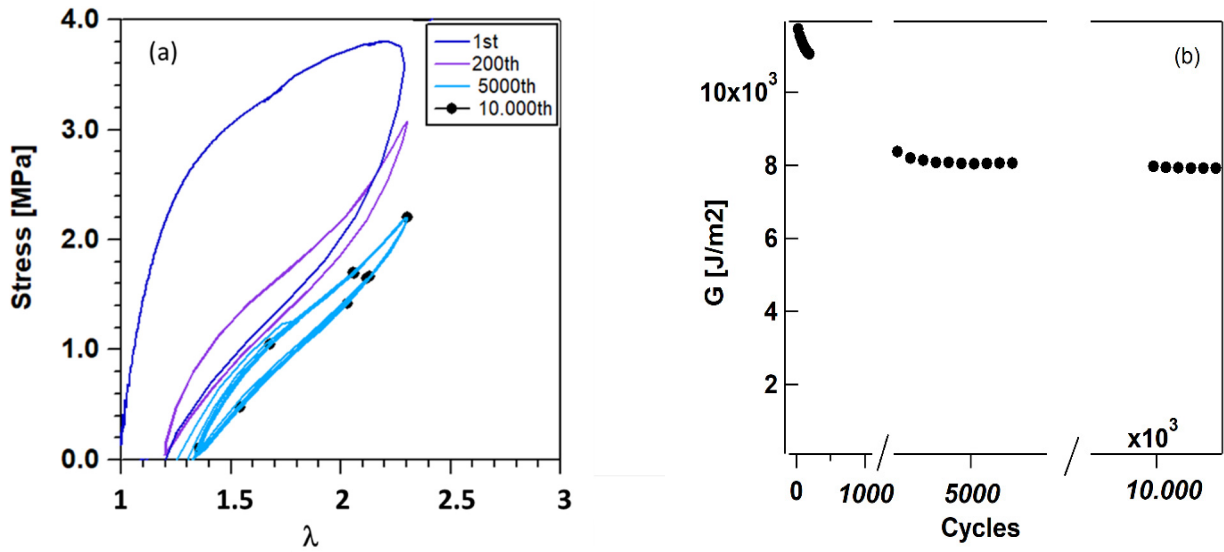 (a)
1st
200th
5000th
10.000th
4.0
3.0
2.0
1.0
0.0
Stress [MPa]
1
1.5
2
2.5
3
λ
(b)
10x10³
8
6
4
2
G [J/m2]
x10³
0
1000
5000
10.000
Cycles